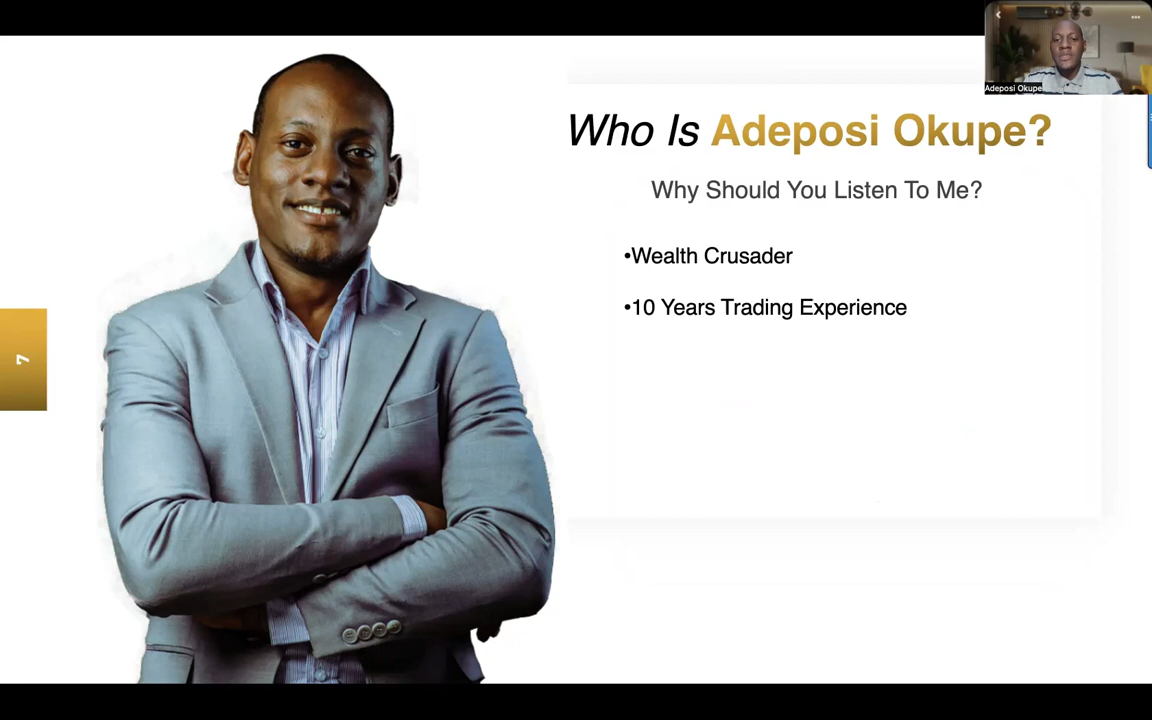 Adeposi Okupe
Who Is Adeposi Okupe?
Why Should You Listen To Me?
•Wealth Crusader
•10 Years Trading Experience
7